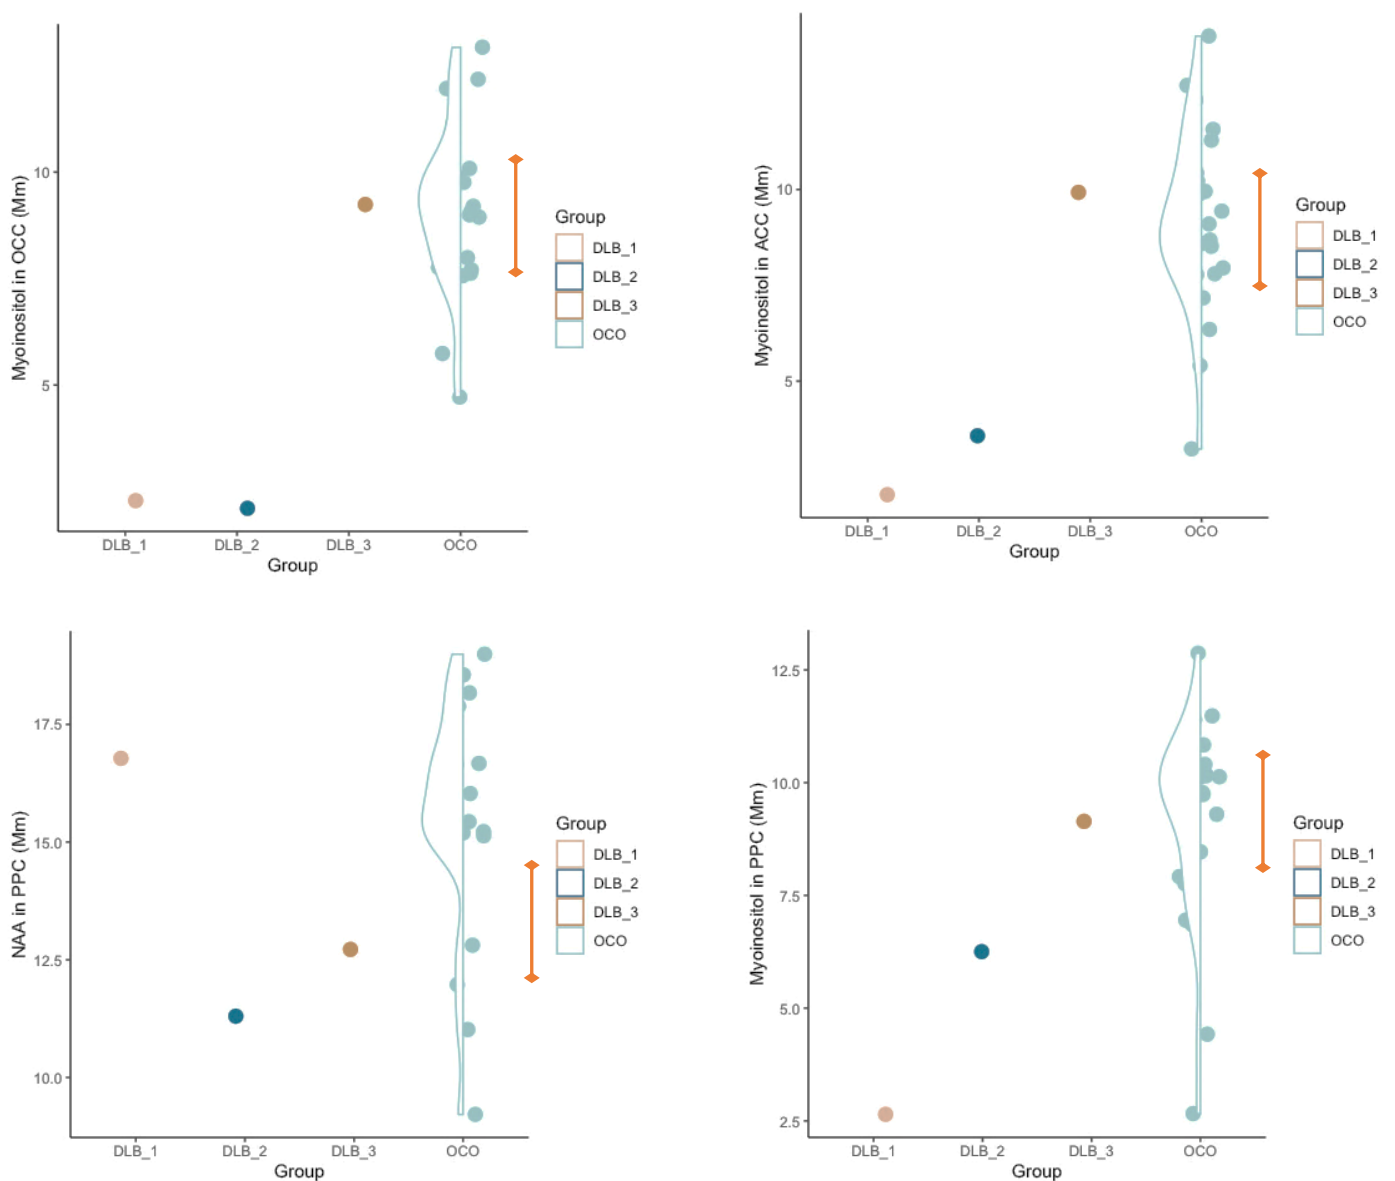 Myoinositol in OCC (Mm)
10
5
DLB_1 DLB_2 DLB_3 OCO
Group
Group
DLB_1
DLB_2
DLB_3
OCO
Myoinositol in ACC (Mm)
10
5
DLB_1 DLB_2 DLB_3 OCO
Group
Group
DLB_1
DLB_2
DLB_3
OCO
NAA in PPC (Mm)
17.5
15.0
12.5
10.0
DLB_1 DLB_2 DLB_3 OCO
Group
Group
DLB_1
DLB_2
DLB_3
OCO
Myoinositol in PPC (Mm)
12.5
10.0
7.5
5.0
2.5
DLB_1 DLB_2 DLB_3 OCO
Group
Group
DLB_1
DLB_2
DLB_3
OCO